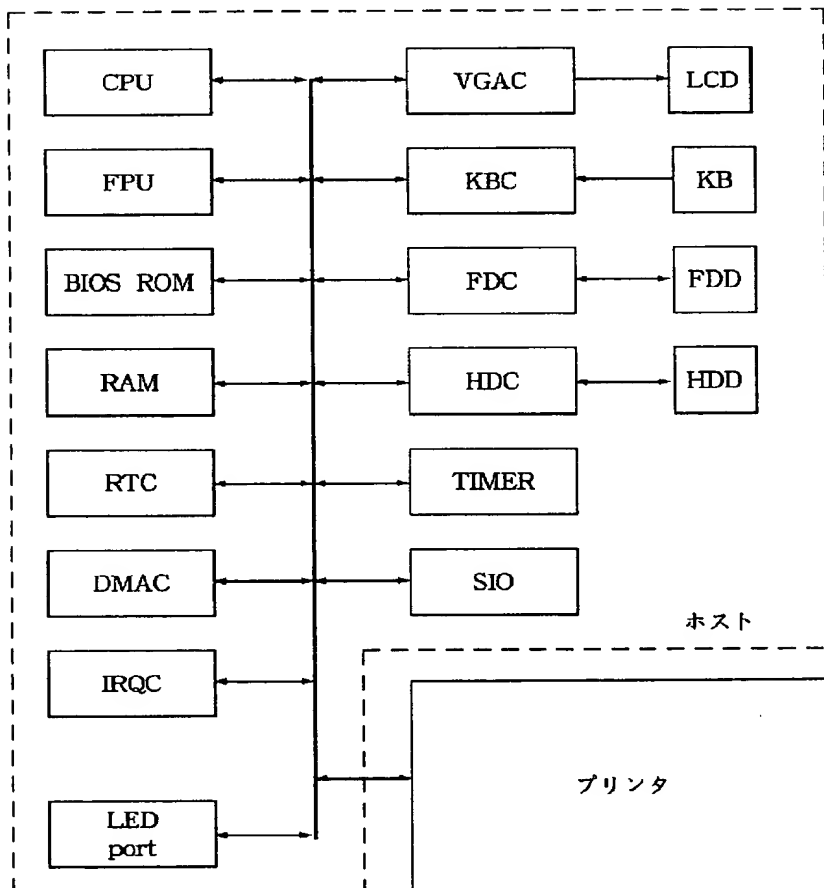 CPU
VGAC
LCD
FPU
KBC
KB
BIOS ROM
FDC
FDD
RAM
HDC
HDD
RTC
TIMER
DMAC
SIO
ホスト
IRQC
プリンタ
LED
port